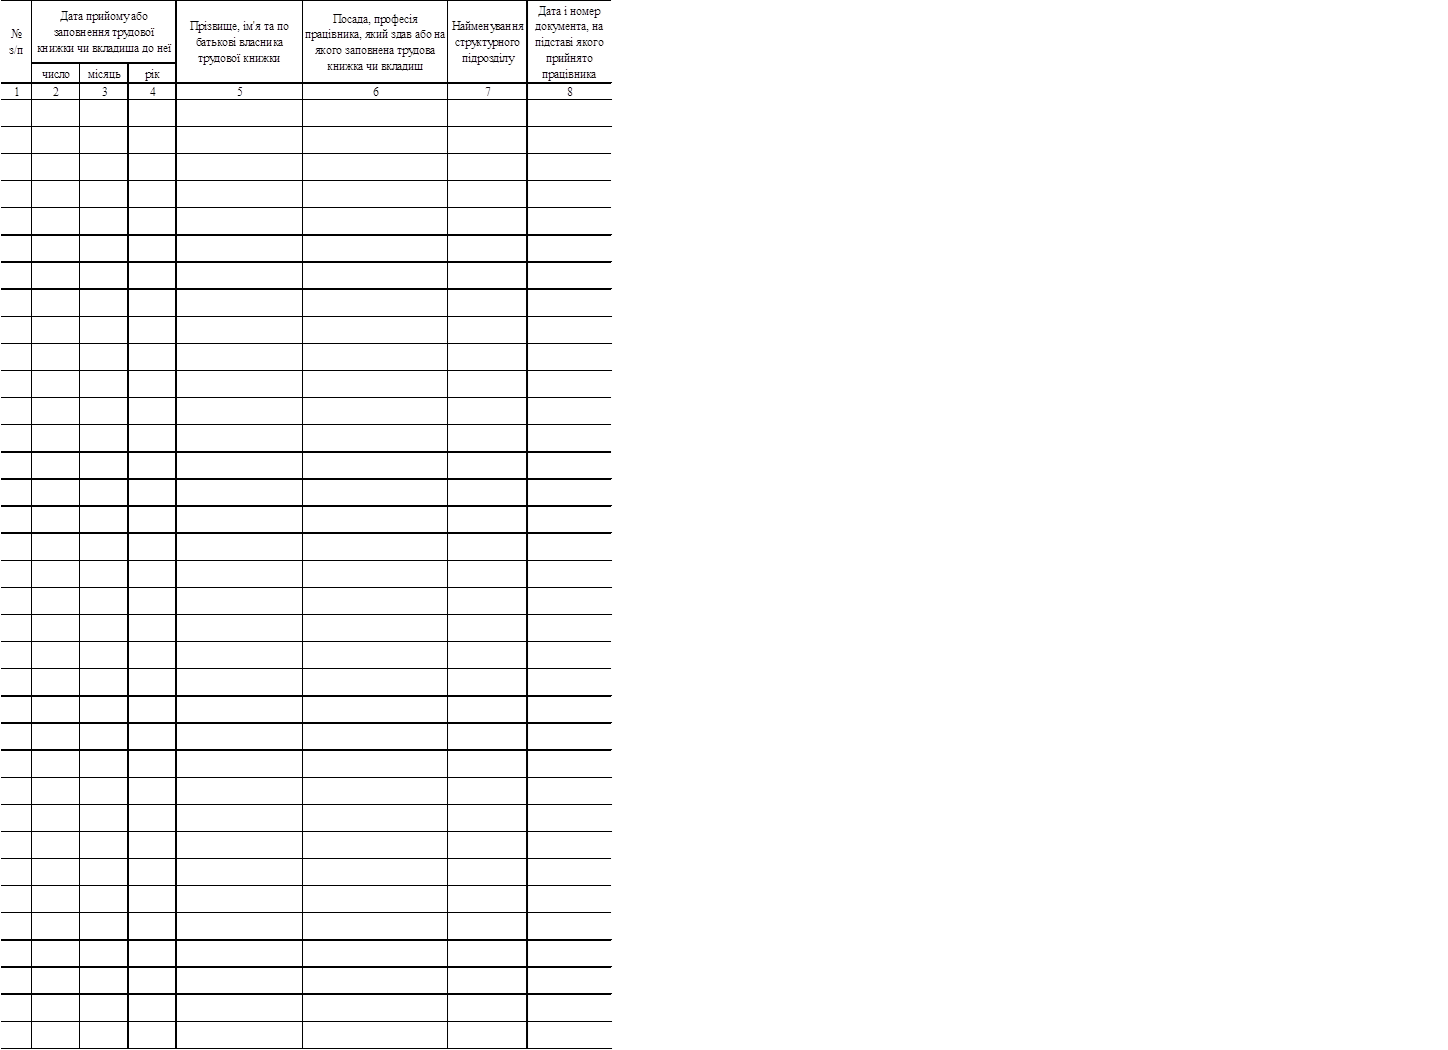 №
з/п
Дата прийому або
заповнення трудової
книжки чи вкладиша до неї
число
місяць
рік
Прізвище, ім'я та по
батькові власника
трудової книжки
Посада, професія
працівника, який здав або на
якого заповнена трудова
книжка чи вкладиш
Найменування
структурного
підрозділу
Дата і номер
документа, на
підставі якого
прийнято
працівника
1 2 3 4 5 6 7 8